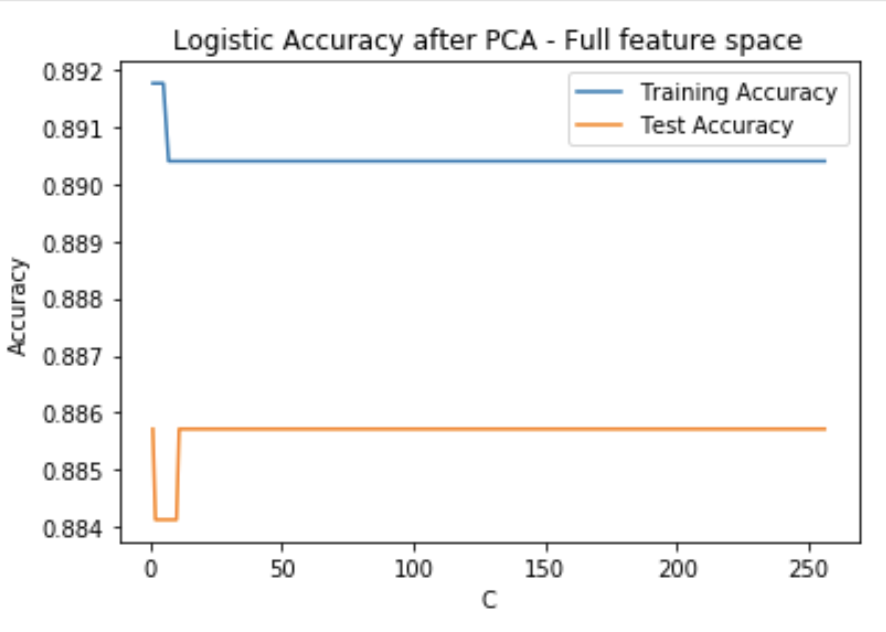 Logistic Accuracy after PCA - Full feature space
Training Accuracy
Test Accuracy
0.892
0.891
0.890
0.889
0.888
0.887
0.886
0.885
0.884
Accuracy
0 50 100 150 200 250
C